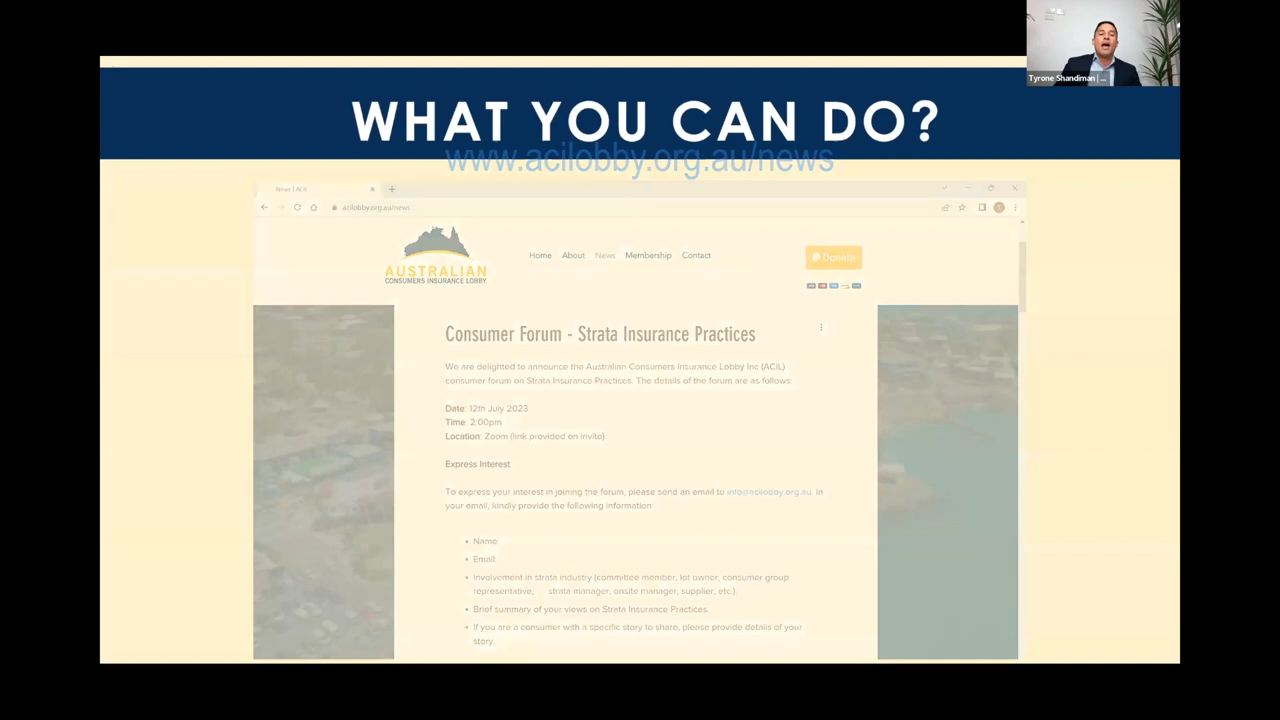 Tyrone Shandiman | ...
WHAT YOU CAN DO?
www.acilobby.org.au/news
News | ACIL
acilobby.org.au/news
AUSTRALIAN
CONSUMERS INSURANCE LOBBY
Home About News Membership Contact
Donate
Consumer Forum - Strata Insurance Practices
We are delighted to announce the Australian Consumers Insurance Lobby Inc (ACIL)
consumer forum on Strata Insurance Practices. The details of the forum are as follows:
Date: 12th July 2023
Time: 2:00pm
Location: Zoom (link provided on invite)
Express Interest
To express your interest in joining the forum, please send an email to info@acilobby.org.au. In
your email, kindly provide the following information
• Name:
• Email:
• Involvement in strata industry (committee member, lot owner, consumer group
representative, strata manager, onsite manager, supplier, etc.).
• Brief summary of your views on Strata Insurance Practices.
• If you are a consumer with a specific story to share, please provide details of your
story.